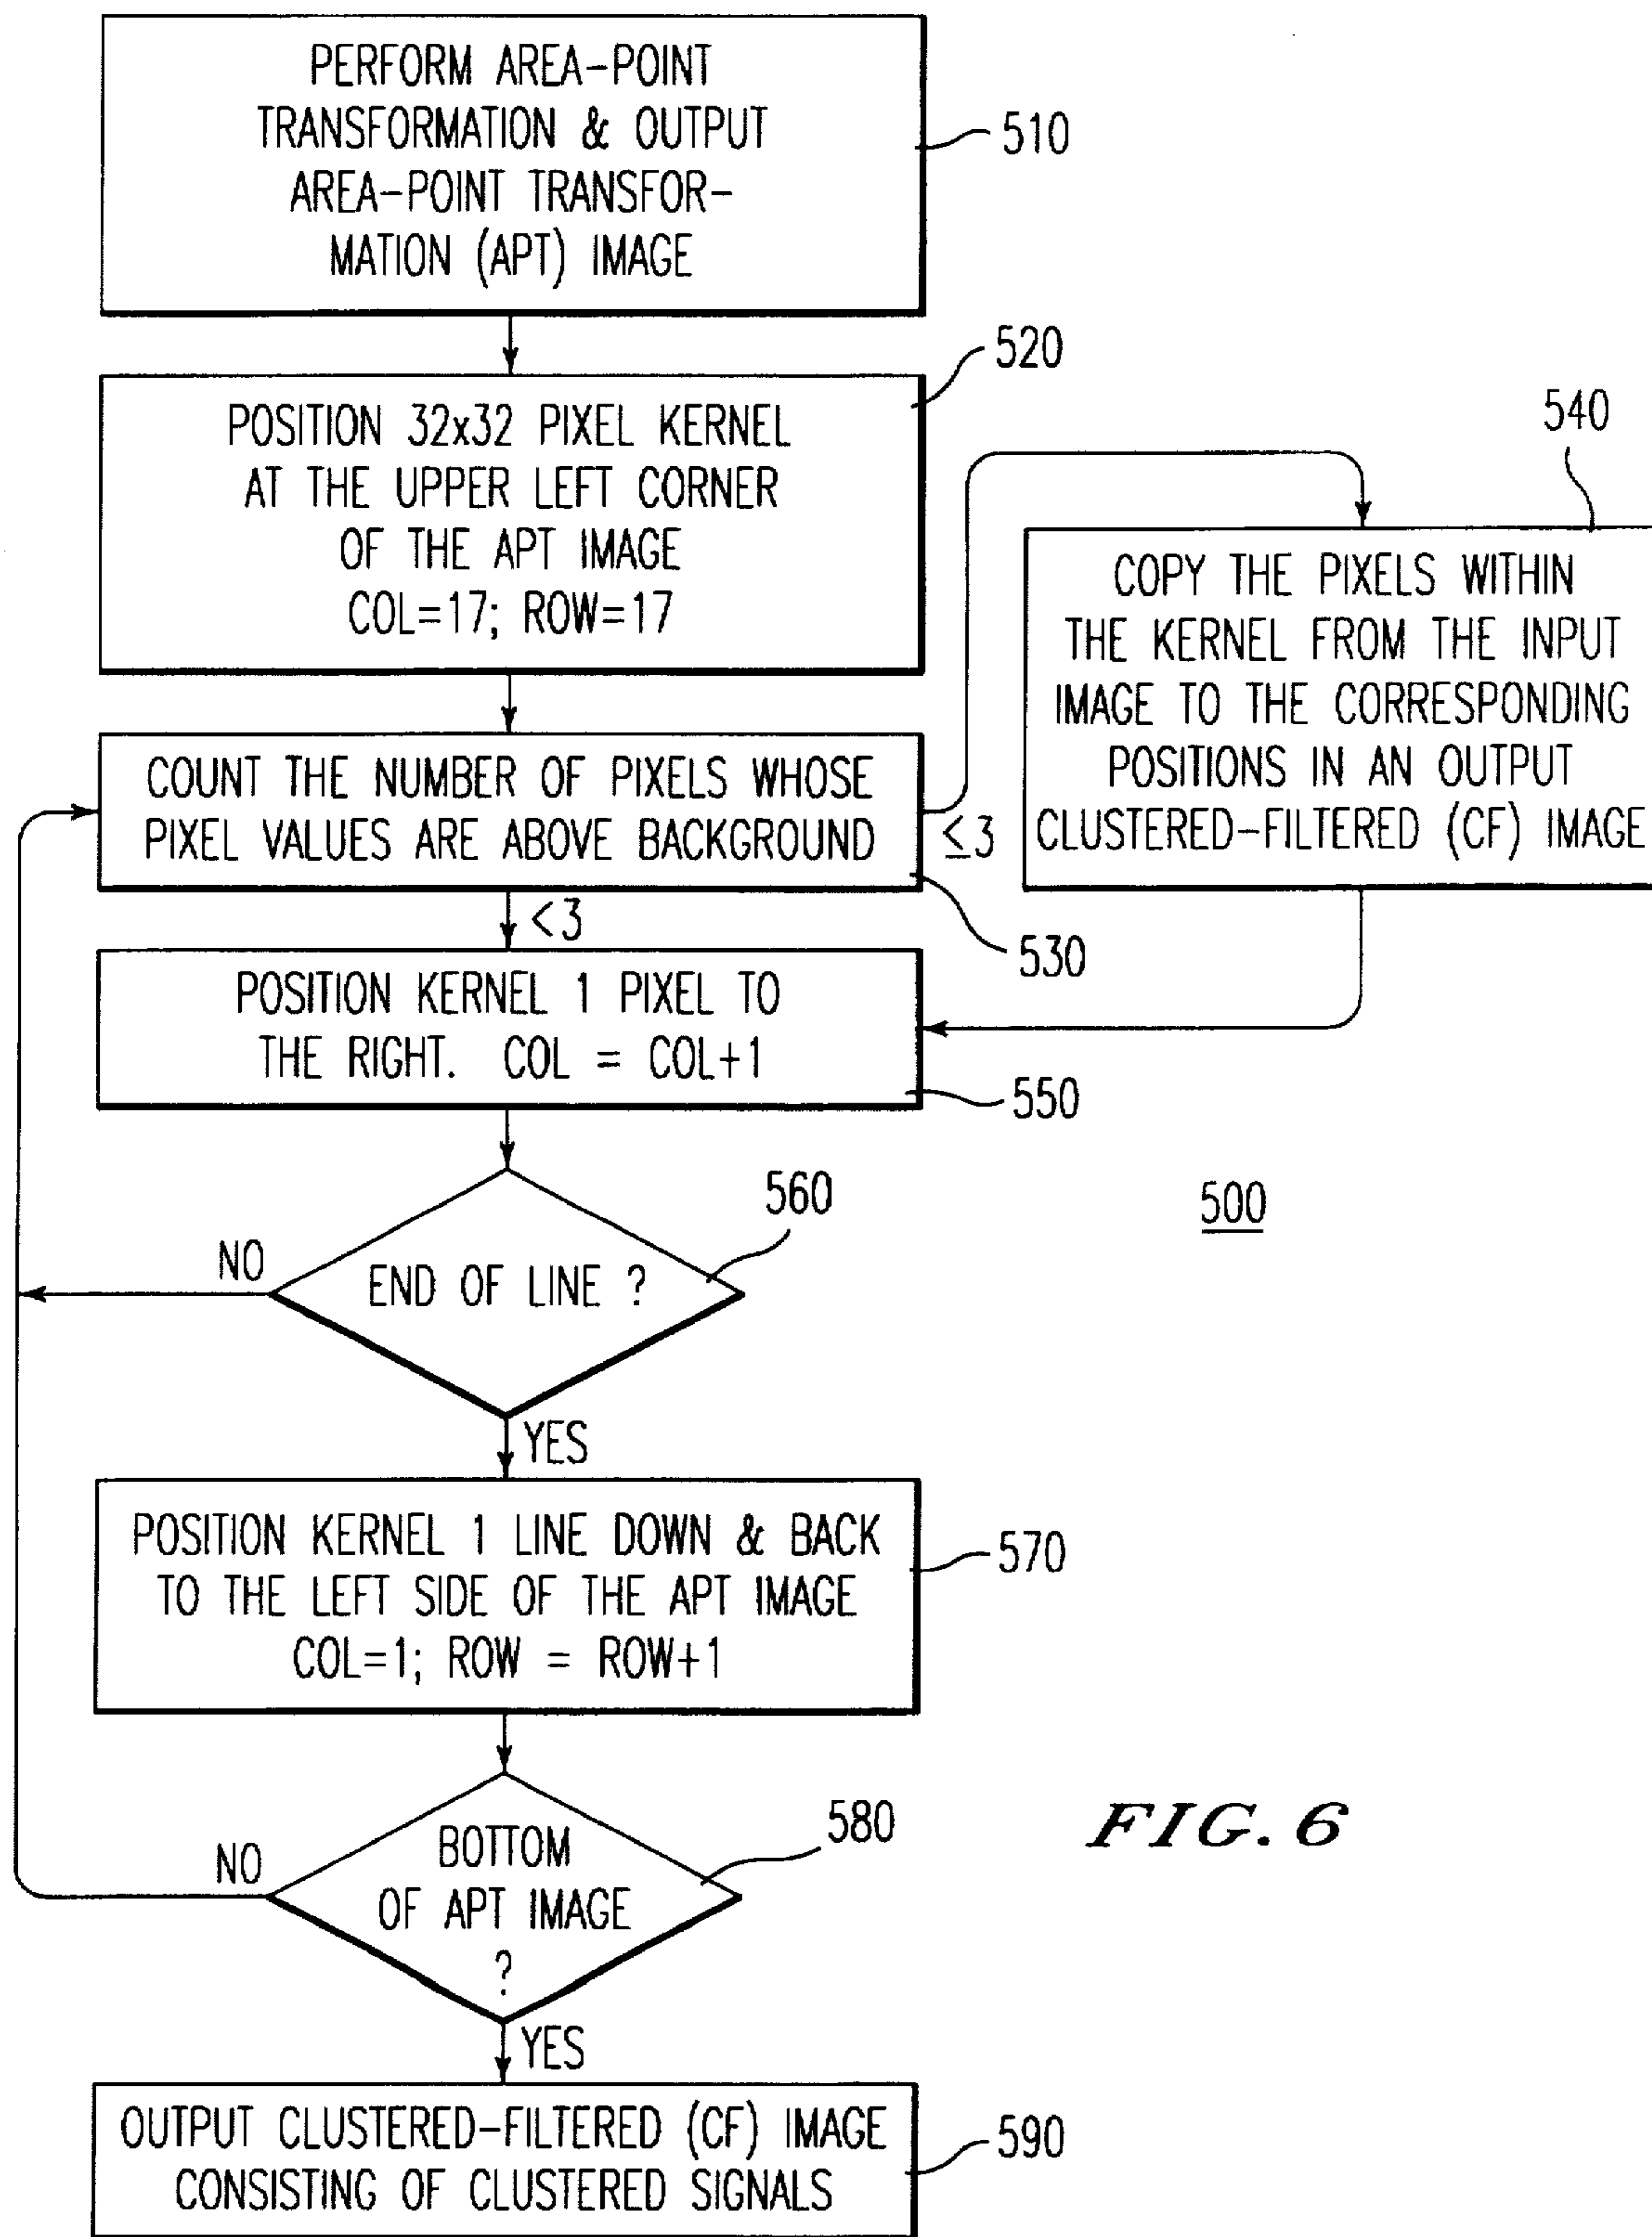 PERFORM AREA-POINT
TRANSFORMATION & OUTPUT
AREA-POINT TRANSFOR-
MATION (APT) IMAGE
510
POSITION 32x32 PIXEL KERNEL
AT THE UPPER LEFT CORNER
OF THE APT IMAGE
COL=17; ROW=17
520
COUNT THE NUMBER OF PIXELS WHOSE
PIXEL VALUES ARE ABOVE BACKGROUND
530
≤3
<3
540
COPY THE PIXELS WITHIN
THE KERNEL FROM THE INPUT
IMAGE TO THE CORRESPONDING
POSITIONS IN AN OUTPUT
CLUSTERED-FILTERED (CF) IMAGE
POSITION KERNEL 1 PIXEL TO
THE RIGHT. COL = COL+1
550
END OF LINE ?
560
NO
YES
500
POSITION KERNEL 1 LINE DOWN & BACK
TO THE LEFT SIDE OF THE APT IMAGE
COL=1; ROW = ROW+1
570
BOTTOM
OF APT IMAGE
?
580
NO
YES
FIG. 6
OUTPUT CLUSTERED-FILTERED (CF) IMAGE
CONSISTING OF CLUSTERED SIGNALS
590